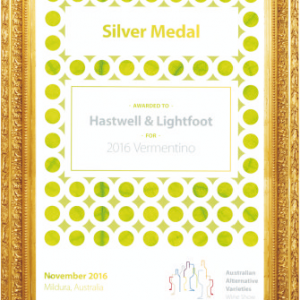 Silver Medal
- AWARDED TO -
Hastwell & Lightfoot
- FOR -
2016 Vermentino
November 2016
Mildura, Australia
Australian
Alternative
Varieties
Wine Show